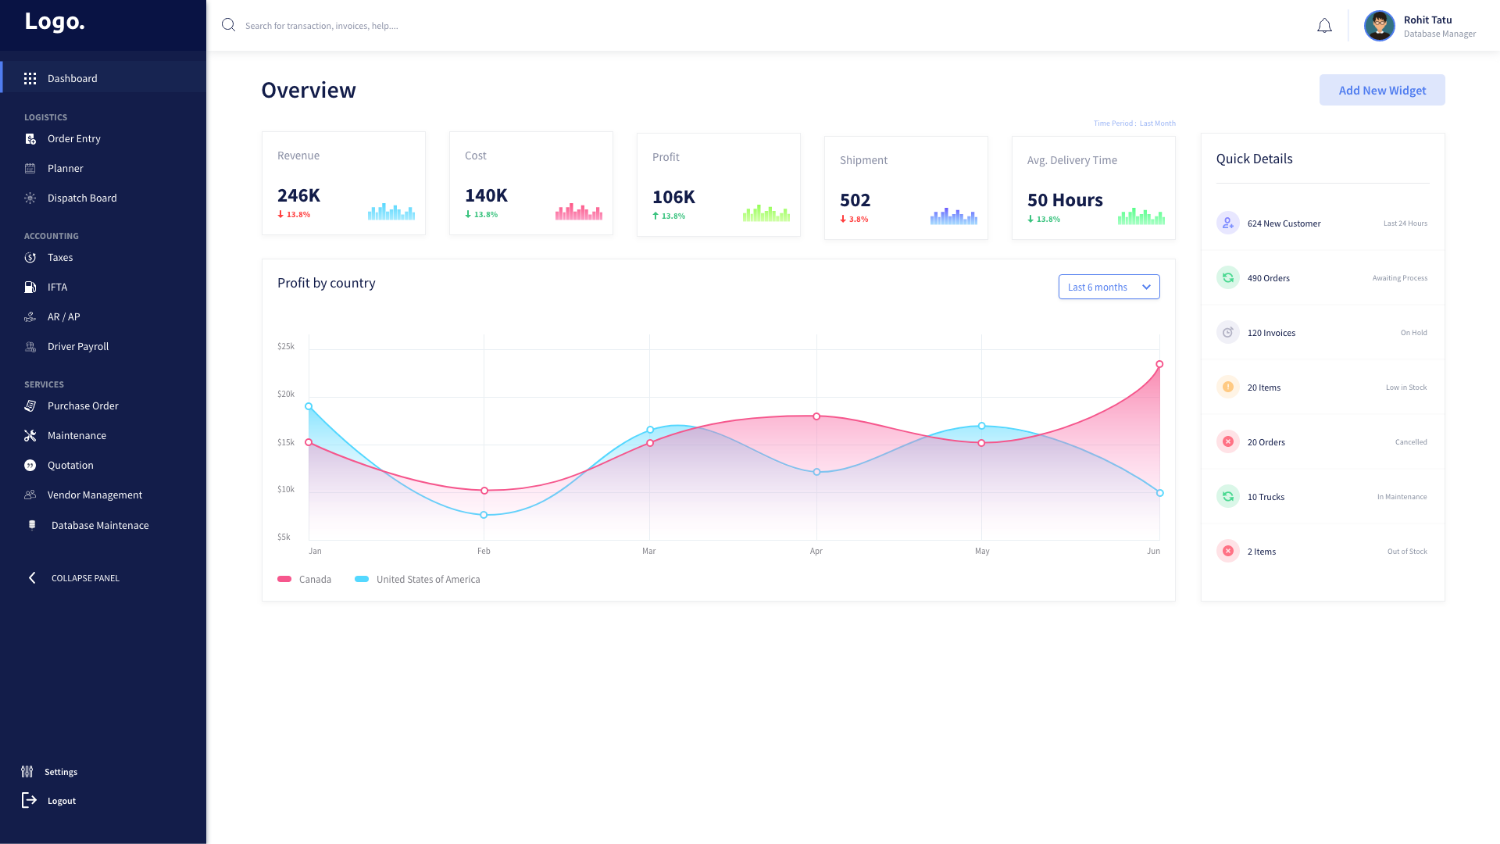 Logo.
Search for transaction, invoices, help....
Rohit Tatu
Database Manager
Dashboard
LOGISTICS
Order Entry
Planner
Dispatch Board
ACCOUNTING
Taxes
IFTA
AR / AP
Driver Payroll
SERVICES
Purchase Order
Maintenance
Quotation
Vendor Management
Database Maintenace
COLLAPSE PANEL
Settings
Logout
Overview
Add New Widget
Time Period : Last Month
Revenue
246K
13.8%
Cost
140K
13.8%
Profit
106K
13.8%
Shipment
502
3.8%
Avg. Delivery Time
50 Hours
13.8%
Profit by country
Last 6 months
$25k
$20k
$15k
$10k
$5k
Jan Feb Mar Apr May Jun
Canada United States of America
Quick Details
624 New Customer Last 24 Hours
490 Orders Awaiting Process
120 Invoices On Hold
20 Items Low in Stock
20 Orders Cancelled
10 Trucks In Maintenance
2 Items Out of Stock